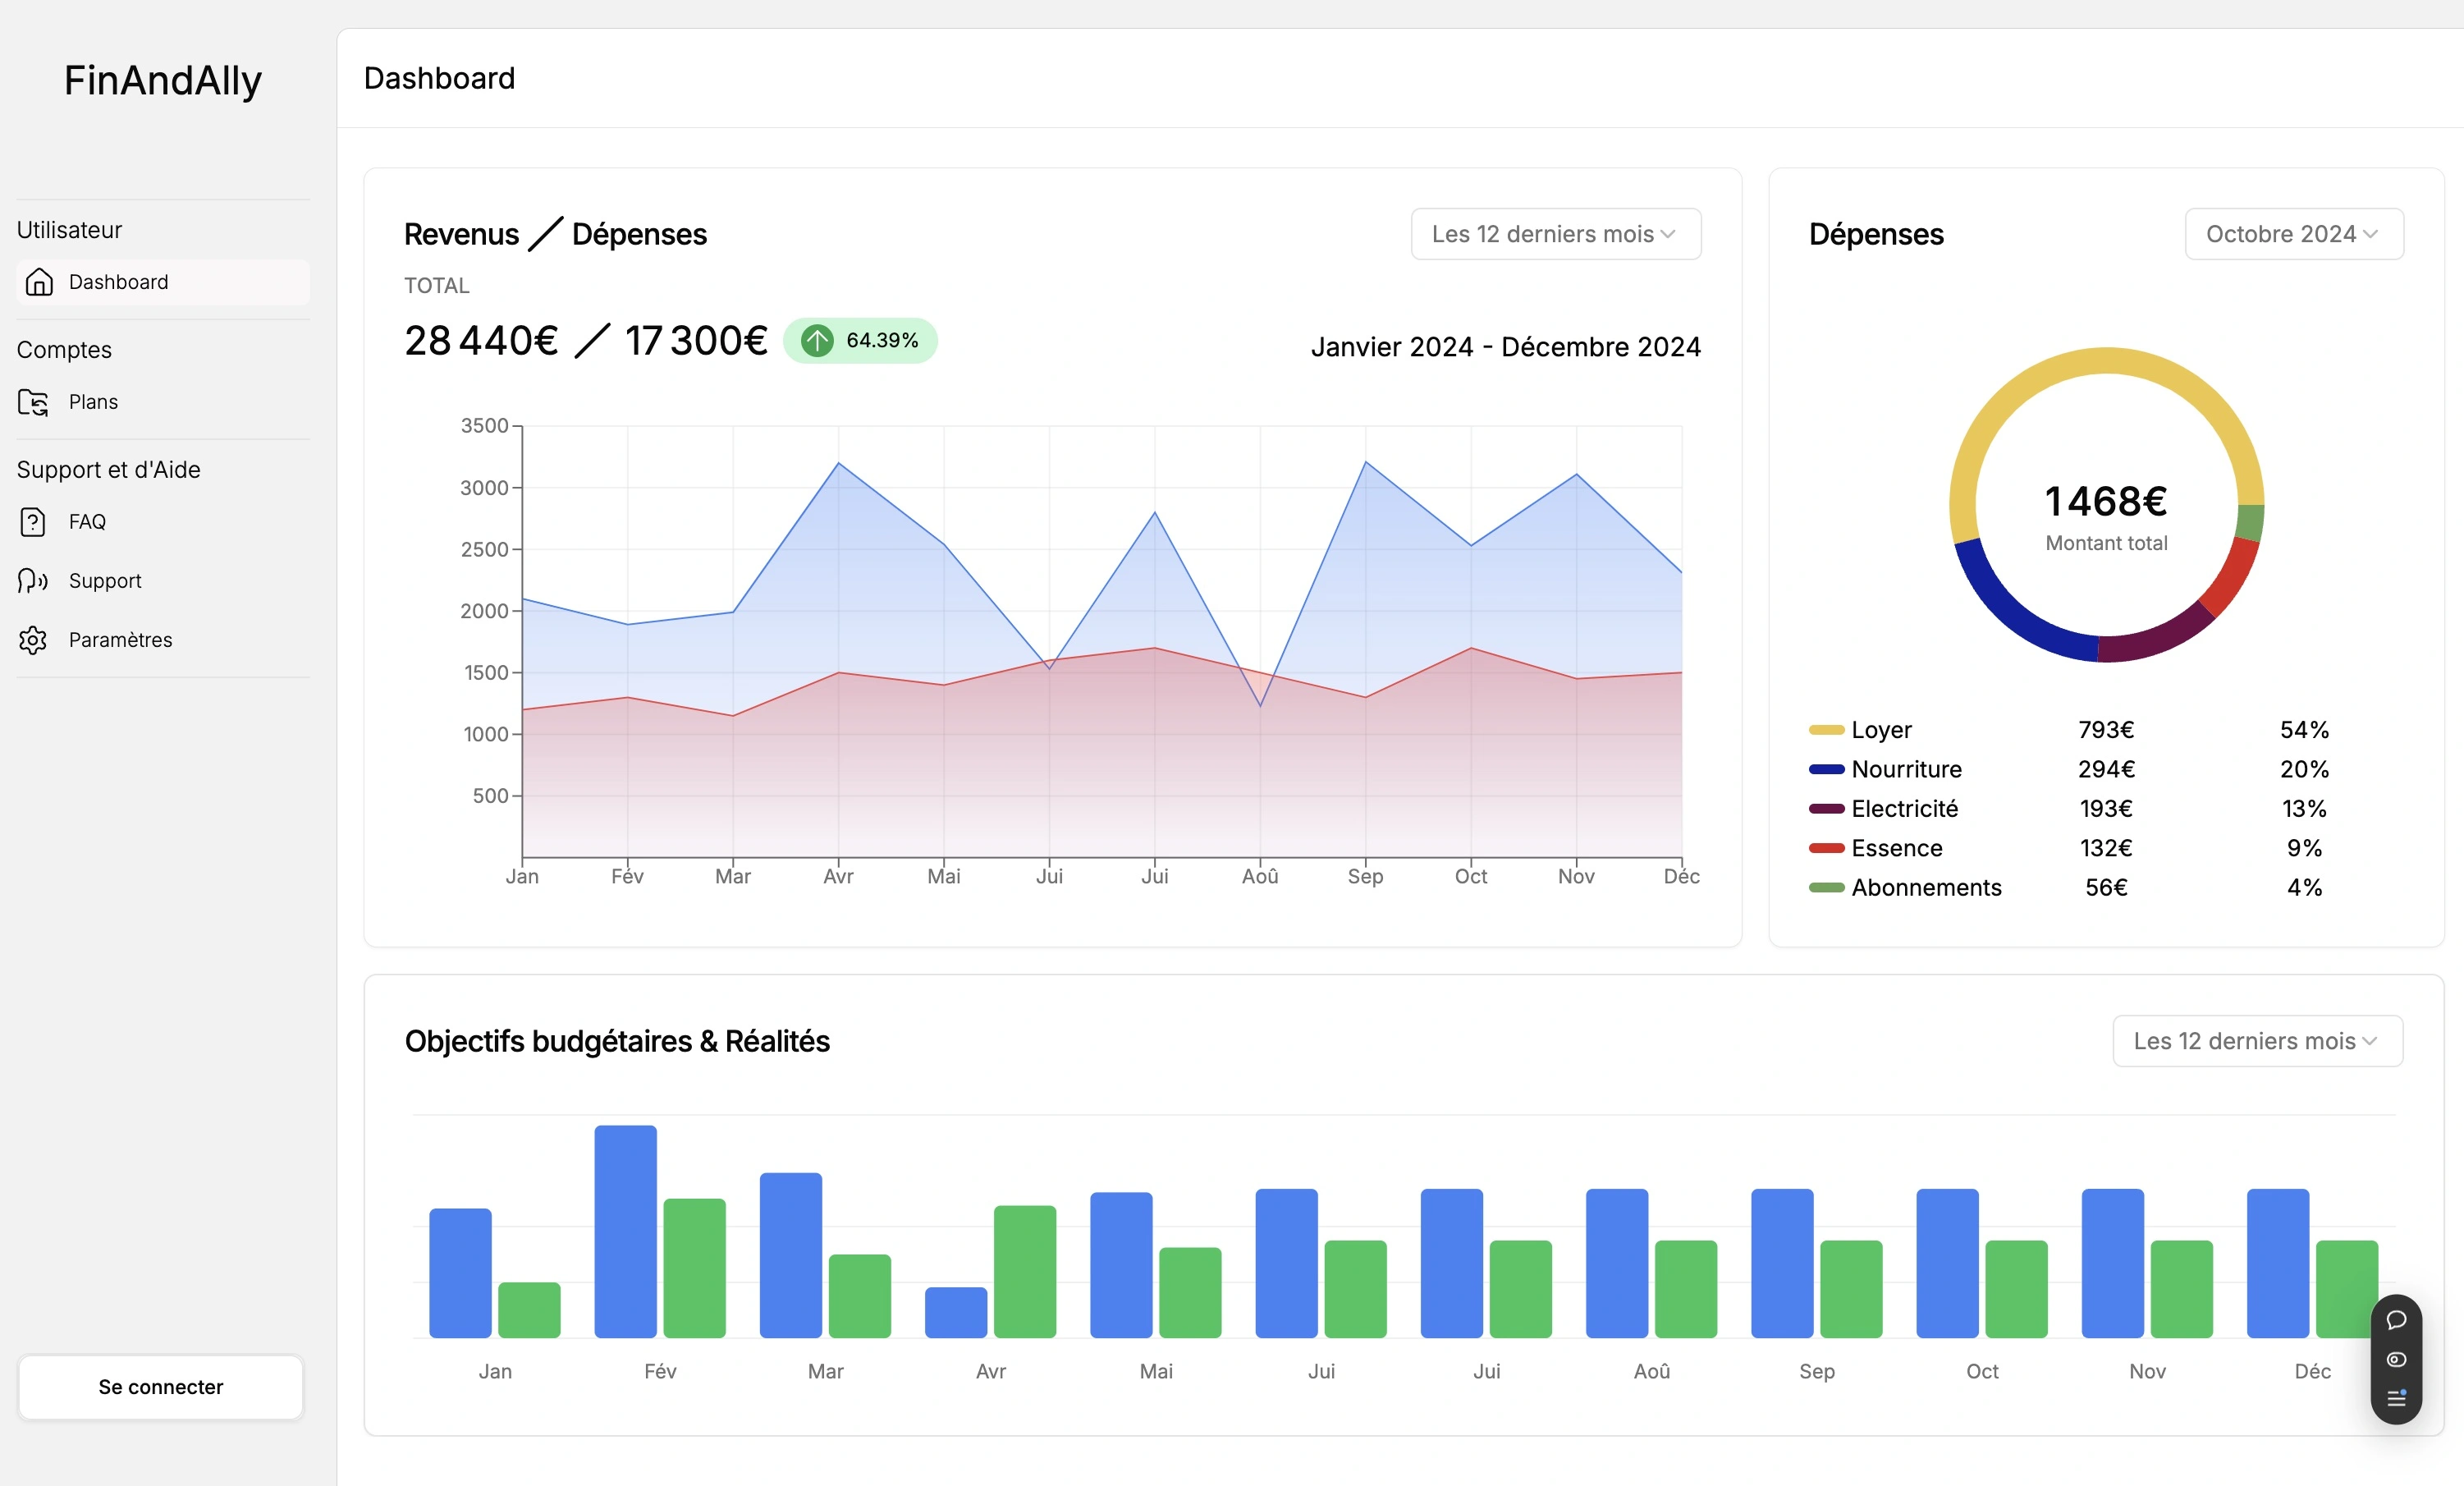 FinAndAlly
Utilisateur
Dashboard
Comptes
Plans
Support et d'Aide
FAQ
Support
Paramètres
Se connecter
Dashboard
Revenus / Dépenses
Les 12 derniers mois
TOTAL
28 440€ / 17 300€ 64.39%
Janvier 2024 - Décembre 2024
3500
3000
2500
2000
1500
1000
500
Jan Fév Mar Avr Mai Jui Jui Aoû Sep Oct Nov Déc
Dépenses
Octobre 2024
1 468€
Montant total
Loyer 793€ 54%
Nourriture 294€ 20%
Electricité 193€ 13%
Essence 132€ 9%
Abonnements 56€ 4%
Objectifs budgétaires & Réalités
Les 12 derniers mois
Jan Fév Mar Avr Mai Jui Jui Aoû Sep Oct Nov Déc